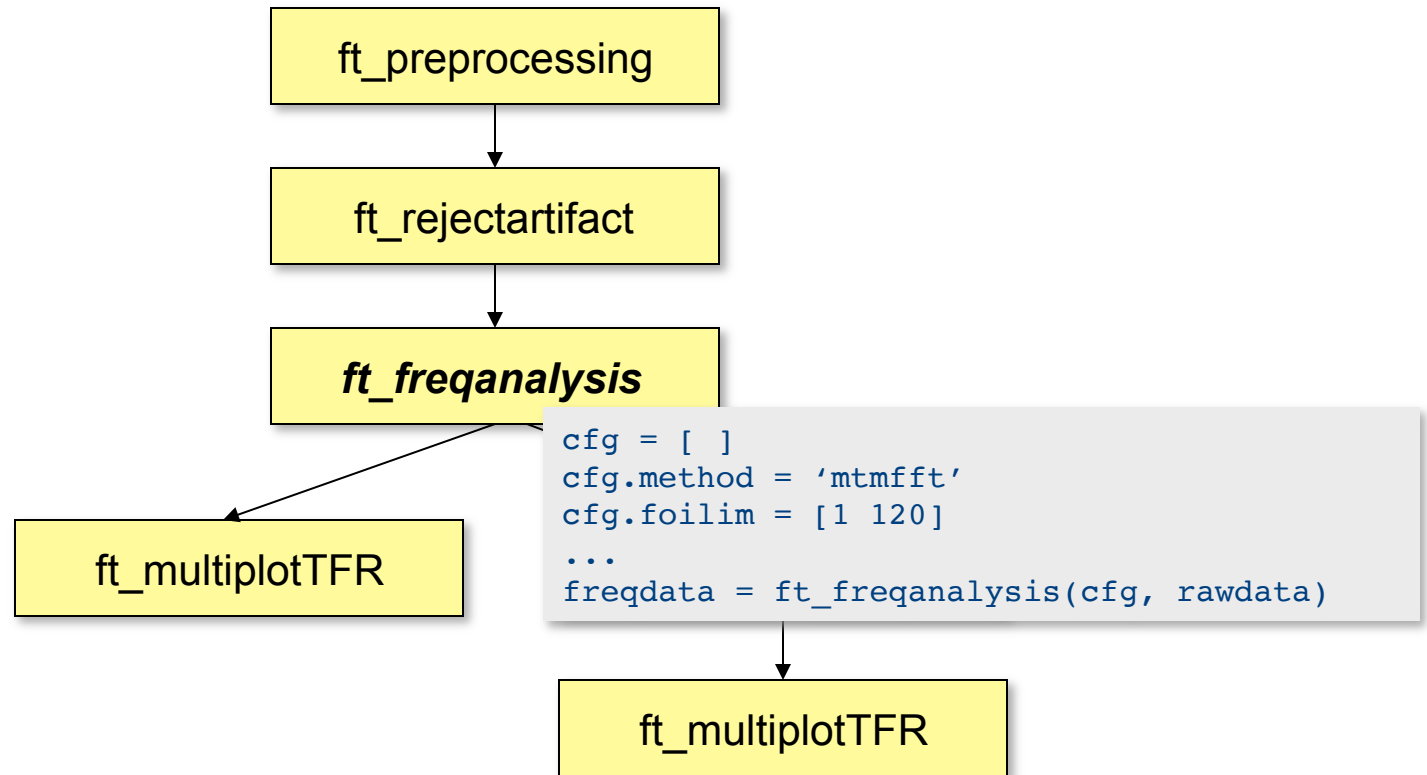 ft_preprocessing
ft_rejectartifact
ft_freqanalysis
cfg = [ ]
cfg.method = ‘mtmfft’
cfg.foilim = [1 120]
...
freqdata = ft_freqanalysis(cfg, rawdata)
ft_multiplotTFR
ft_multiplotTFR